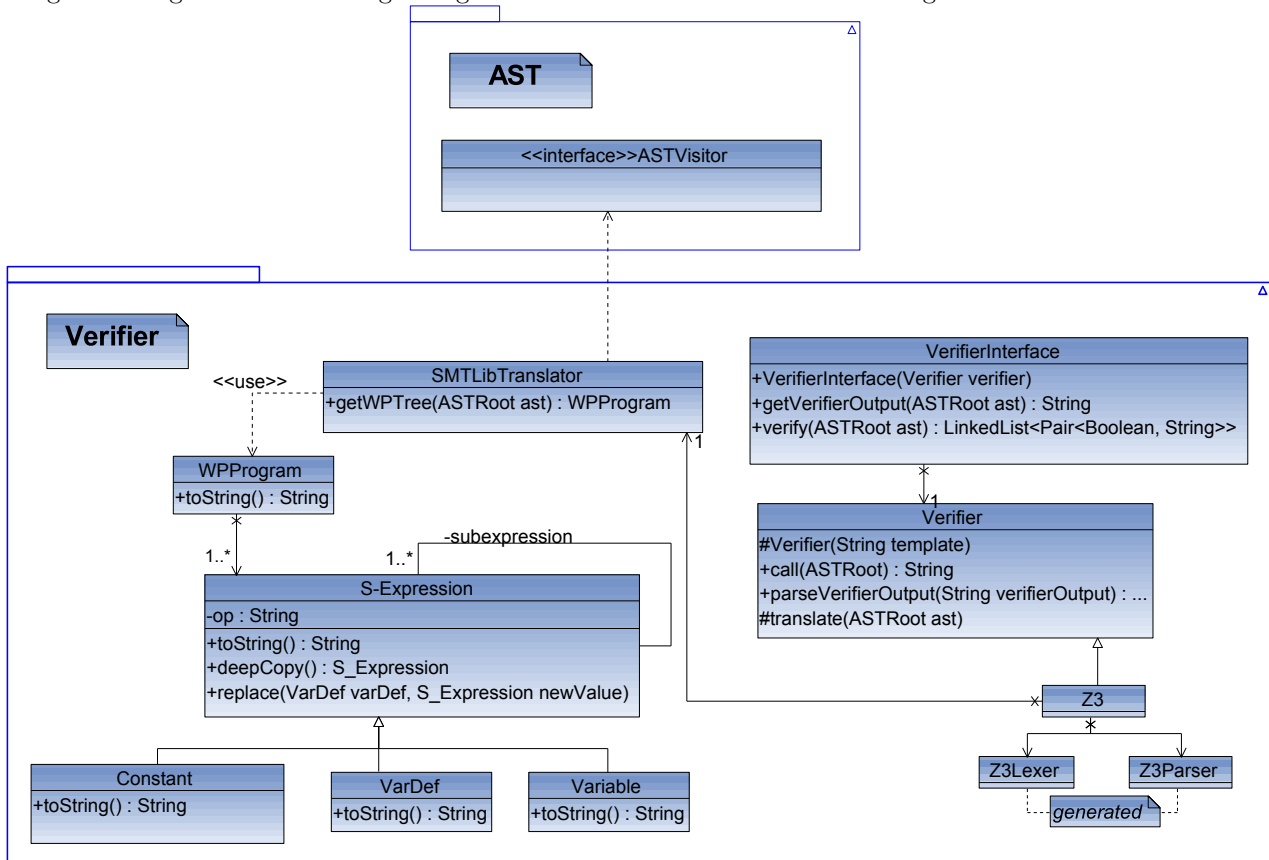 AST
<<interface>>ASTVisitor
Verifier
<<use>>
SMTLibTranslator
+getWPTree(ASTRoot ast) : WPProgram
1
VerifierInterface
+VerifierInterface(Verifier verifier)
+getVerifierOutput(ASTRoot ast) : String
+verify(ASTRoot ast) : LinkedList<Pair<Boolean, String>>
WPProgram
+toString() : String
1..*
1..*
-subexpression
1
Verifier
#Verifier(String template)
+call(ASTRoot) : String
+parseVerifierOutput(String verifierOutput) : ...
#translate(ASTRoot ast)
S-Expression
-op : String
+toString() : String
+deepCopy() : S_Expression
+replace(VarDef varDef, S_Expression newValue)
Z3
Z3Lexer
Z3Parser
generated
Constant
+toString() : String
VarDef
+toString() : String
Variable
+toString() : String